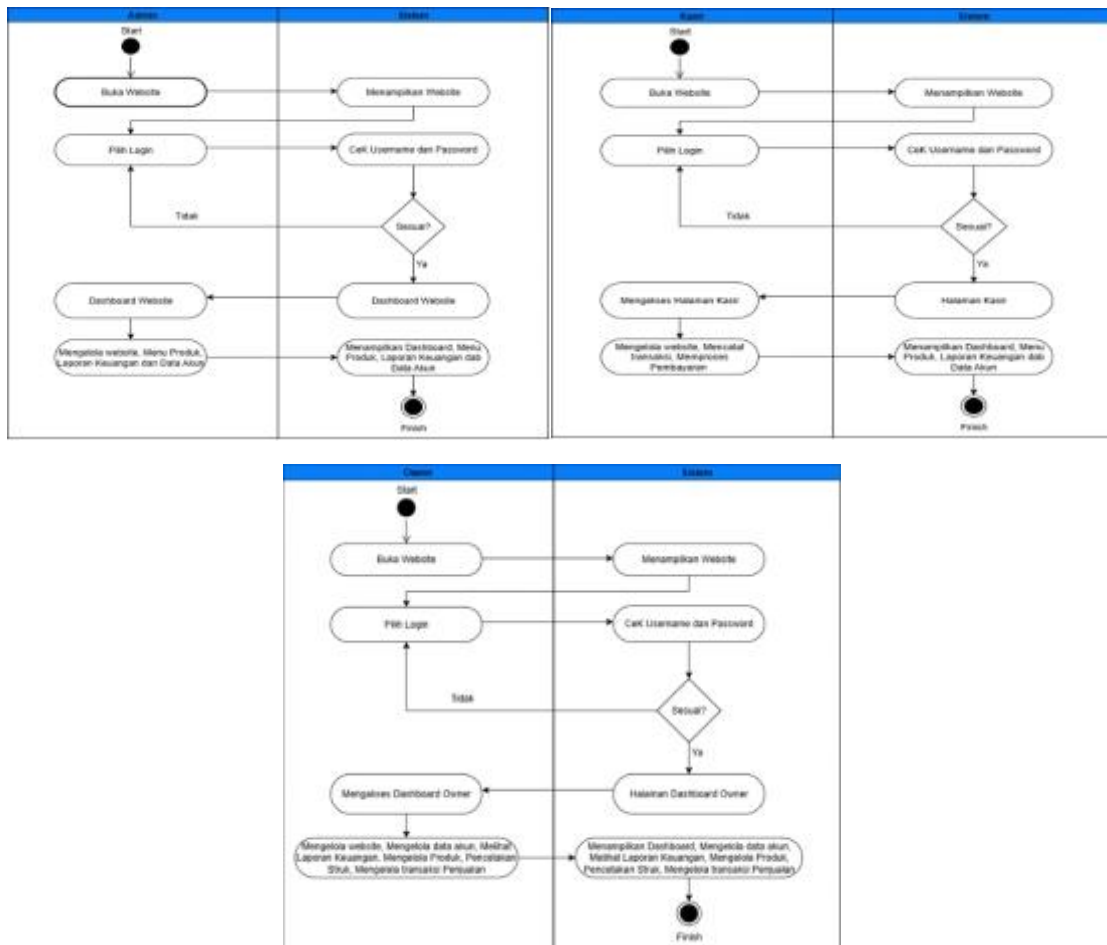 Admin
Sistem
Start
Buka Website
Menampilkan Website
Pilih Login
CeK Username dan Password
Tidak
Sesuai?
Ya
Dashboard Website
Dashboard Website
Mengelola website, Menu Produk,
Laporan Keuangan dan Data Akun
Menampilkan Dashboard, Menu
Produk, Laporan Keuangan dab
Data Akun
Finish
Kasir
Sistem
Start
Buka Website
Menampilkan Website
Pilih Login
CeK Username dan Password
Tidak
Sesuai?
Ya
Mengakses Halaman Kasir
Halaman Kasir
Mengelola website, Mencatat
transaksi, Memproses
Pembayaran
Menampilkan Dashboard, Menu
Produk, Laporan Keuangan dab
Data Akun
Finish
Owner
Sistem
Start
Buka Website
Menampilkan Website
Pilih Login
CeK Username dan Password
Tidak
Sesuai?
Ya
Mengakses Dashboard Owner
Halaman Dashboard Owner
Mengelola website, Mengelola data akun, Melihat
Laporan Keuangan, Mengelola Produk, Pencetakan
Struk, Mengelola transaksi Penjualan
Menampilkan Dashboard, Mengelola data akun,
Melihat Laporan Keuangan, Mengelola Produk,
Pencetakan Struk, Mengelola transaksi Penjualan
Finish